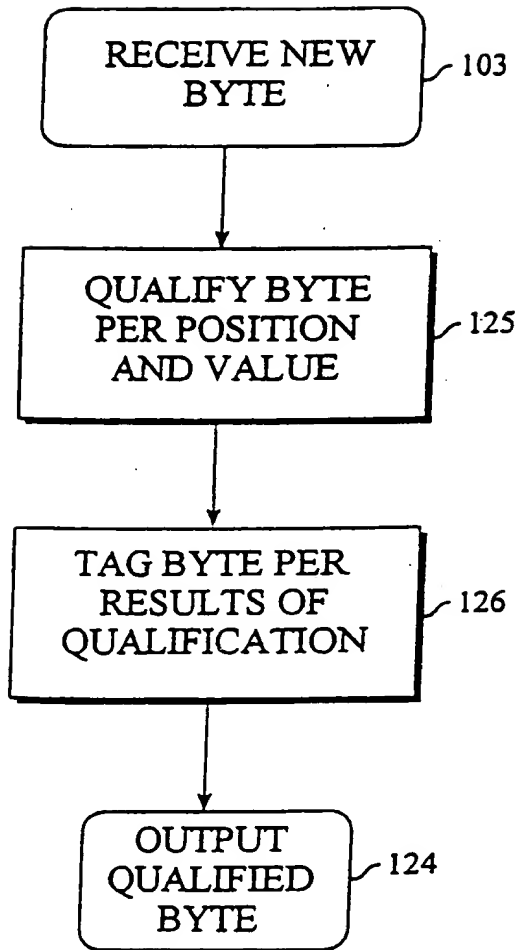 RECEIVE NEW
BYTE
103
QUALIFY BYTE
PER POSITION
AND VALUE
125
TAG BYTE PER
RESULTS OF
QUALIFICATION
126
OUTPUT
QUALIFIED
BYTE
124